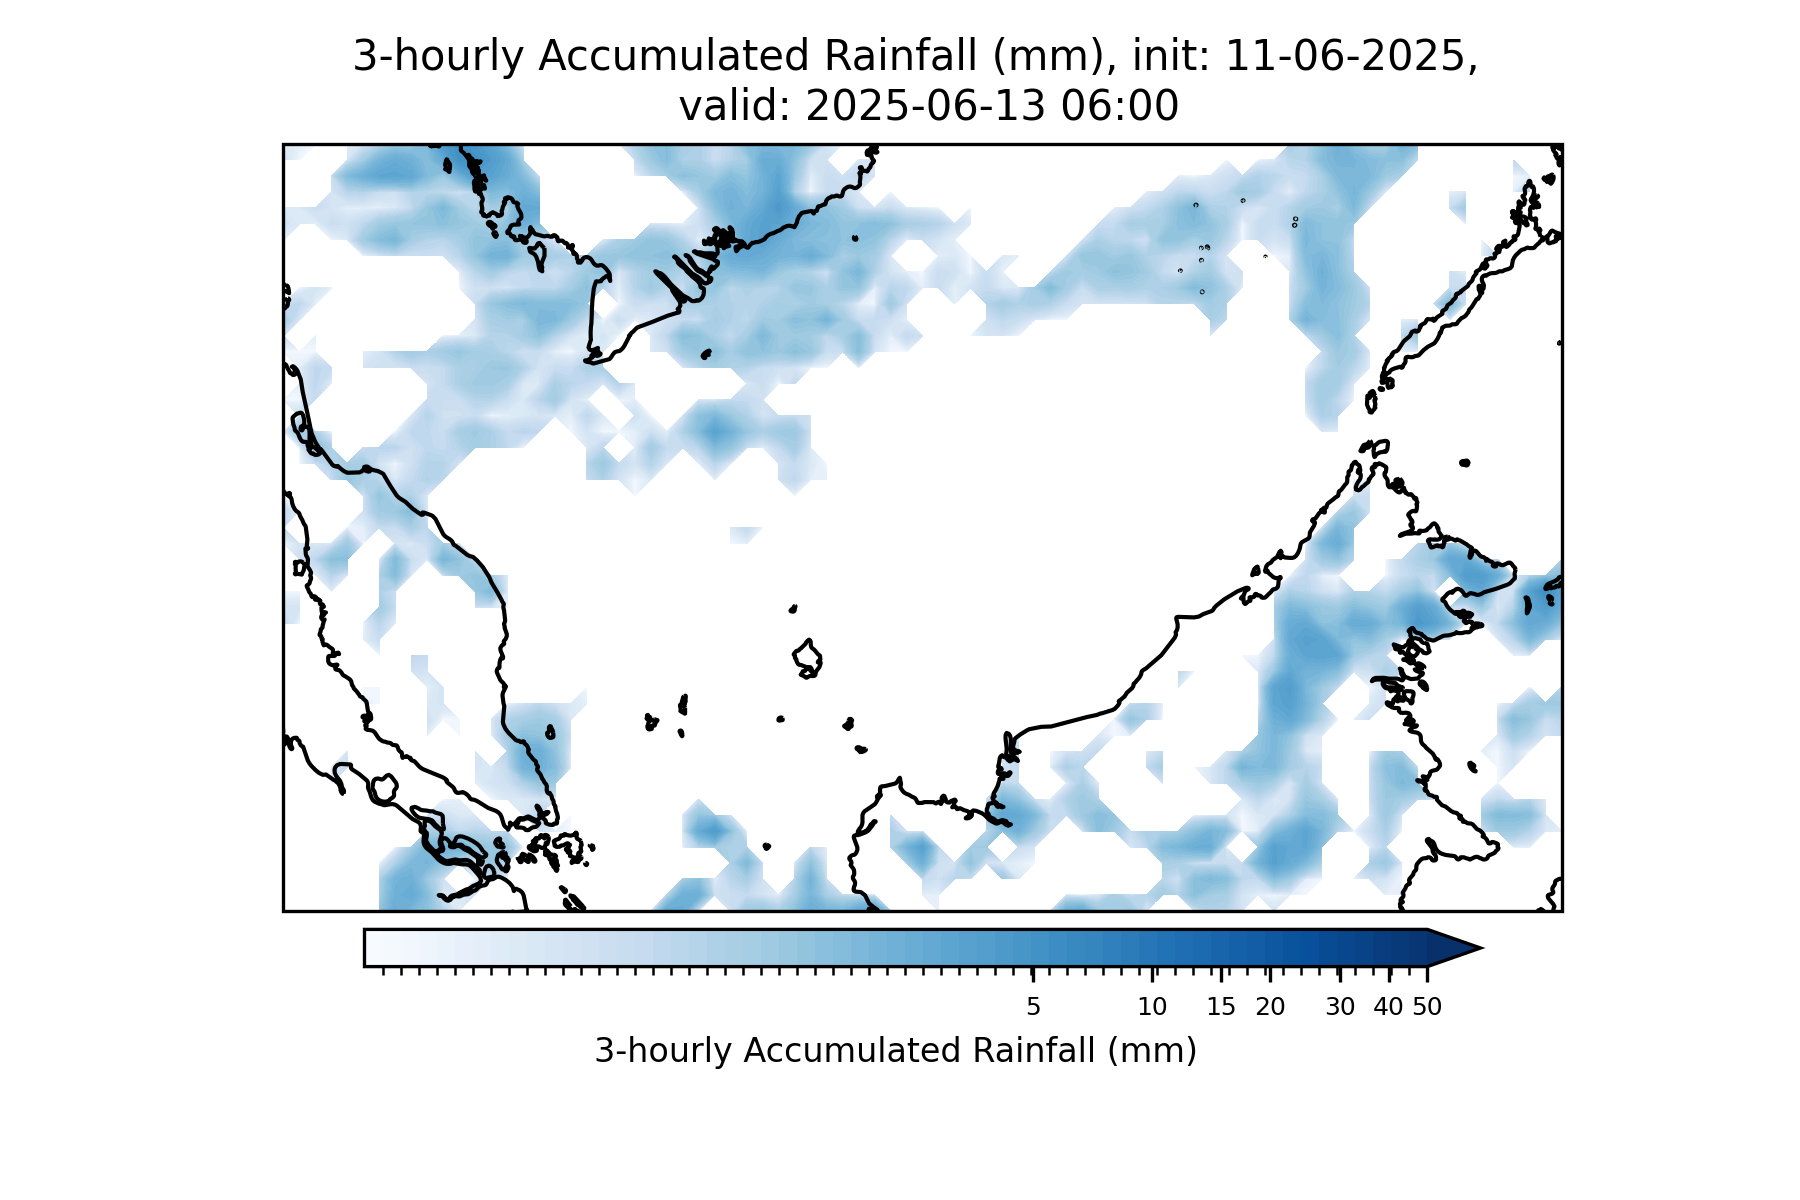 3-hourly Accumulated Rainfall (mm), init: 11-06-2025,
valid: 2025-06-13 06:00
5 10 15 20 30 40 50
3-hourly Accumulated Rainfall (mm)